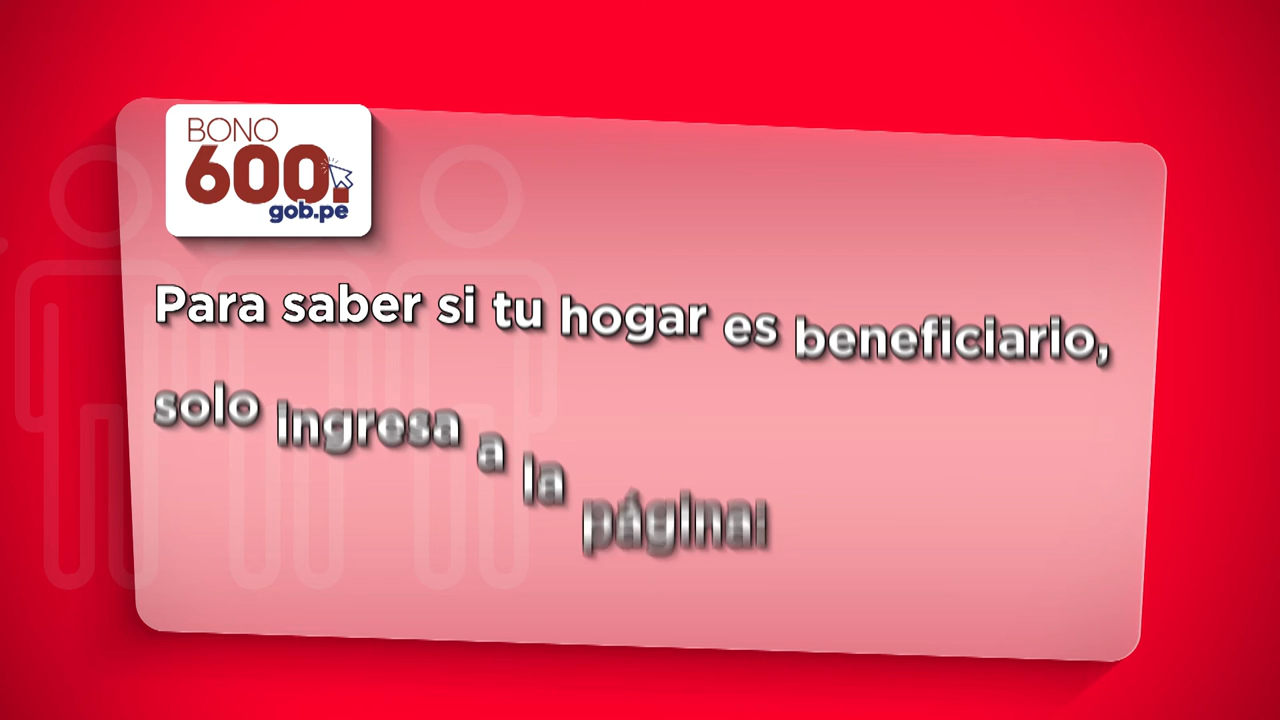 BONO
600.
gob.pe
Para saber si tu hogar es beneficiario,
solo ingresa a la página: